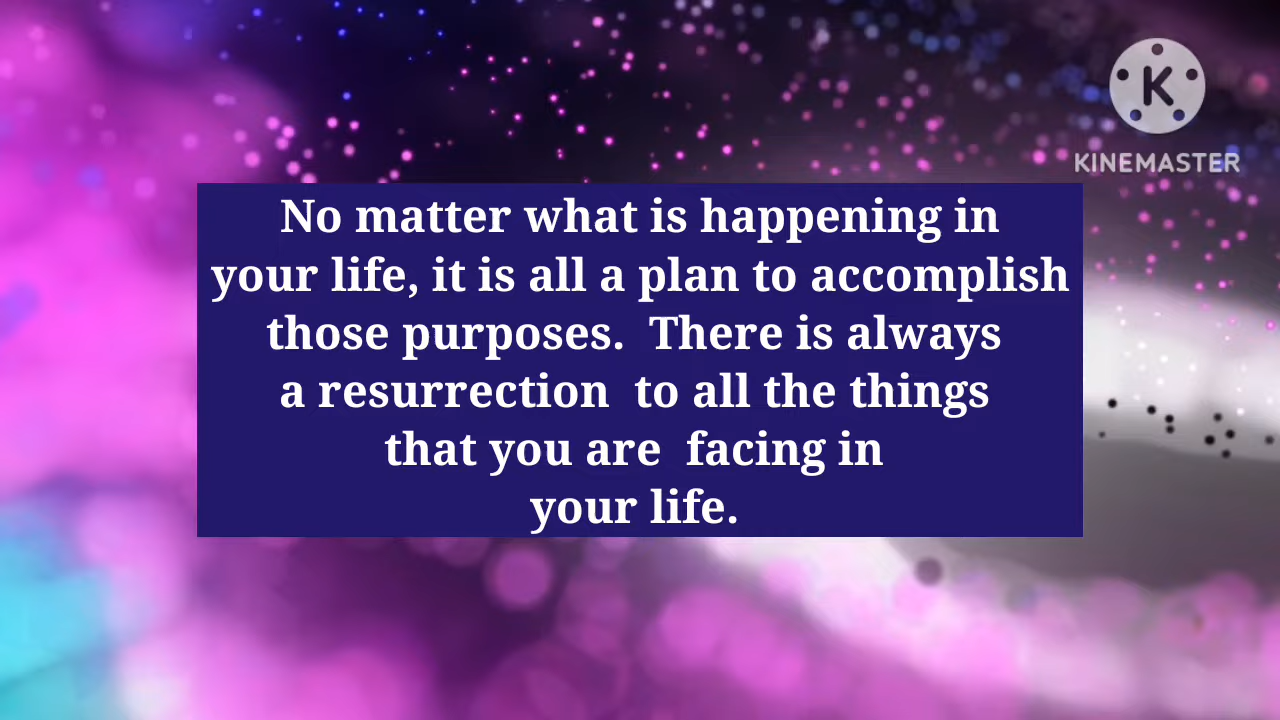 K
KINEMASTER
No matter what is happening in
your life, it is all a plan to accomplish
those purposes.  There is always
a resurrection  to all the things
that you are  facing in
your life.